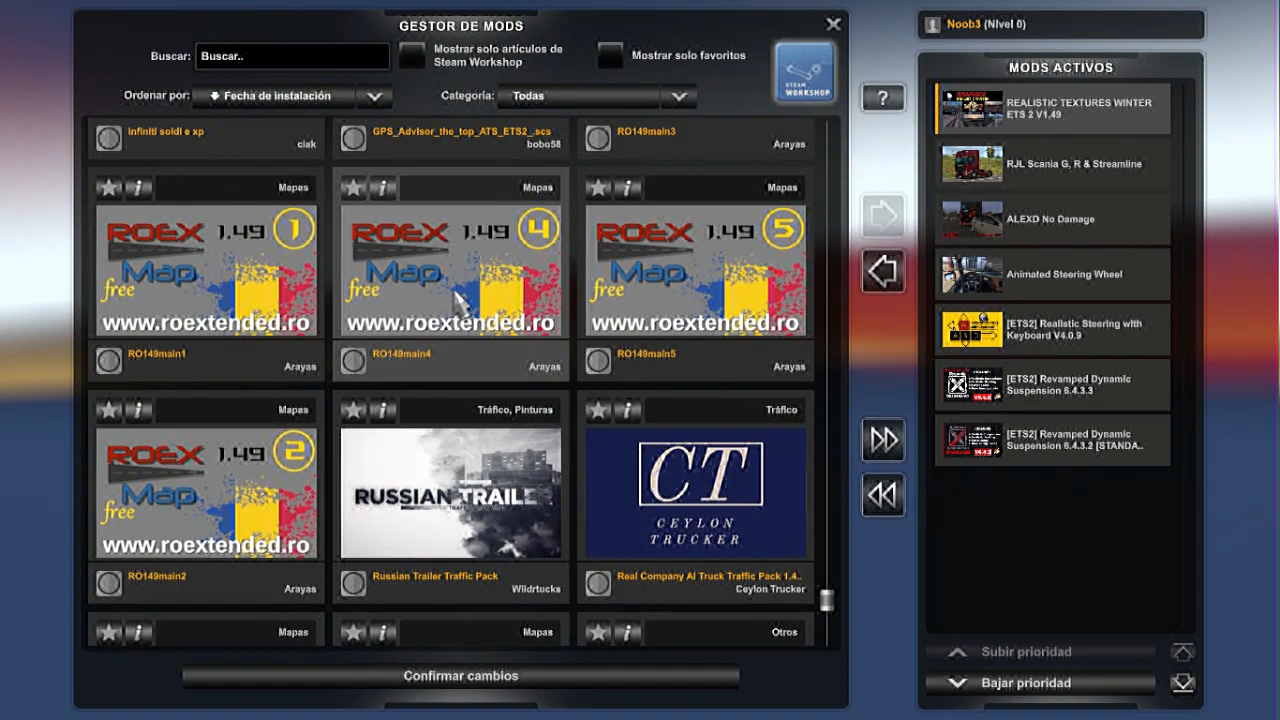 GESTOR DE MODS
Buscar:
Buscar..
Mostrar solo artículos de
Steam Workshop
Mostrar solo favoritos
STEAM
WORKSHOP
Ordenar por:
Fecha de instalación
Categoría:
Todas
Infiniti soldi e xp
ciak
GPS_Advisor_the_top_ATS_ETS2_.scs
bobo58
RO149main3
Arayas
Mapas
ROEX 1.49 1
Map
free
www.roextended.ro
RO149main1
Arayas
Mapas
ROEX 1.49 4
Map
free
www.roextended.ro
RO149main4
Arayas
Mapas
ROEX 1.49 5
Map
free
www.roextended.ro
RO149main5
Arayas
Mapas
ROEX 1.49 2
Map
free
www.roextended.ro
RO149main2
Arayas
Tráfico, Pinturas
RUSSIAN TRAILE
Russian Trailer Traffic Pack
Wildrtucks
Tráfico
CT
CEYLON
TRUCKER
Real Company AI Truck Traffic Pack 1.4..
Ceylon Trucker
Mapas
Mapas
Otros
Confirmar cambios
?
Noob3 (Nivel 0)
MODS ACTIVOS
REALISTIC TEXTURES WINTER
ETS 2 V1.49
RJL Scania G, R & Streamline
ALEXD No Damage
Animated Steering Wheel
[ETS2] Realistic Steering with
Keyboard V4.0.9
[ETS2] Revamped Dynamic
Suspension 6.4.3.3
[ETS2] Revamped Dynamic
Suspension 6.4.3.2 [STANDA..
Subir prioridad
Bajar prioridad